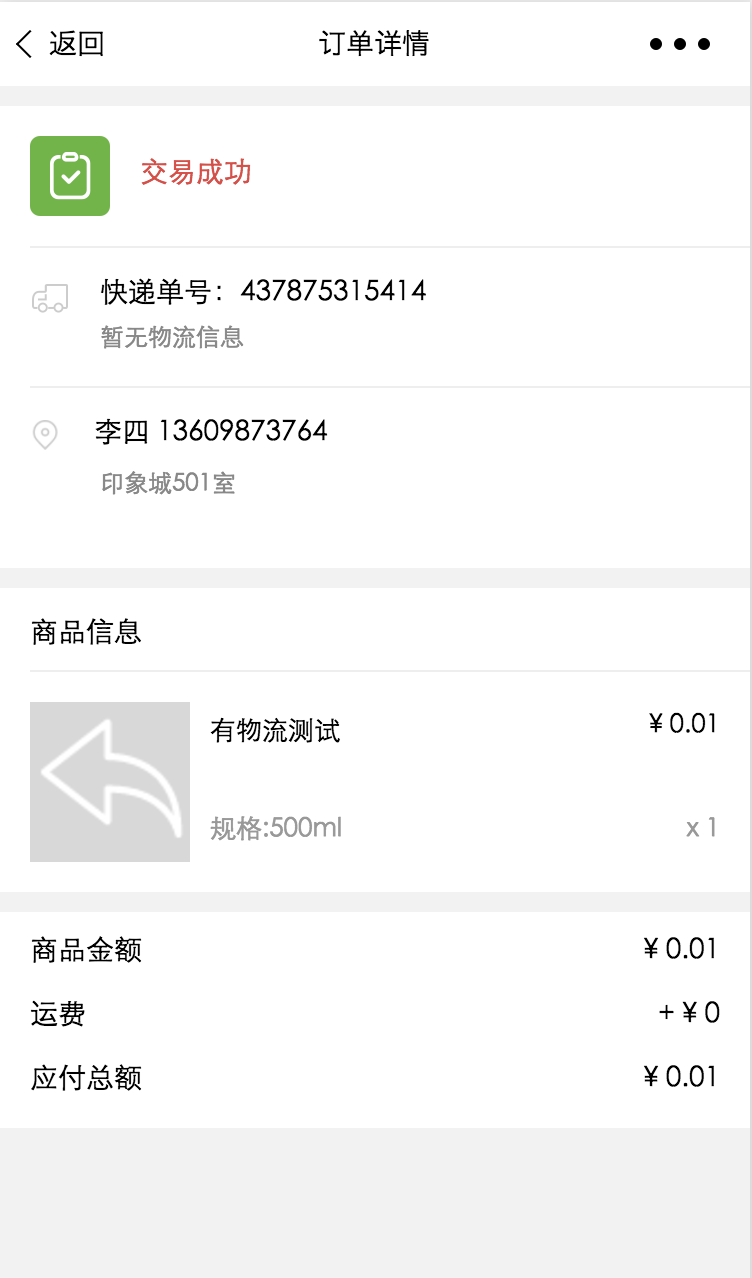 返回 订单详情
交易成功
快递单号：437875315414
暂无物流信息
李四 13609873764
印象城501室
商品信息
有物流测试 ¥ 0.01
规格:500ml x 1
商品金额 ¥ 0.01
运费 + ¥ 0
应付总额 ¥ 0.01